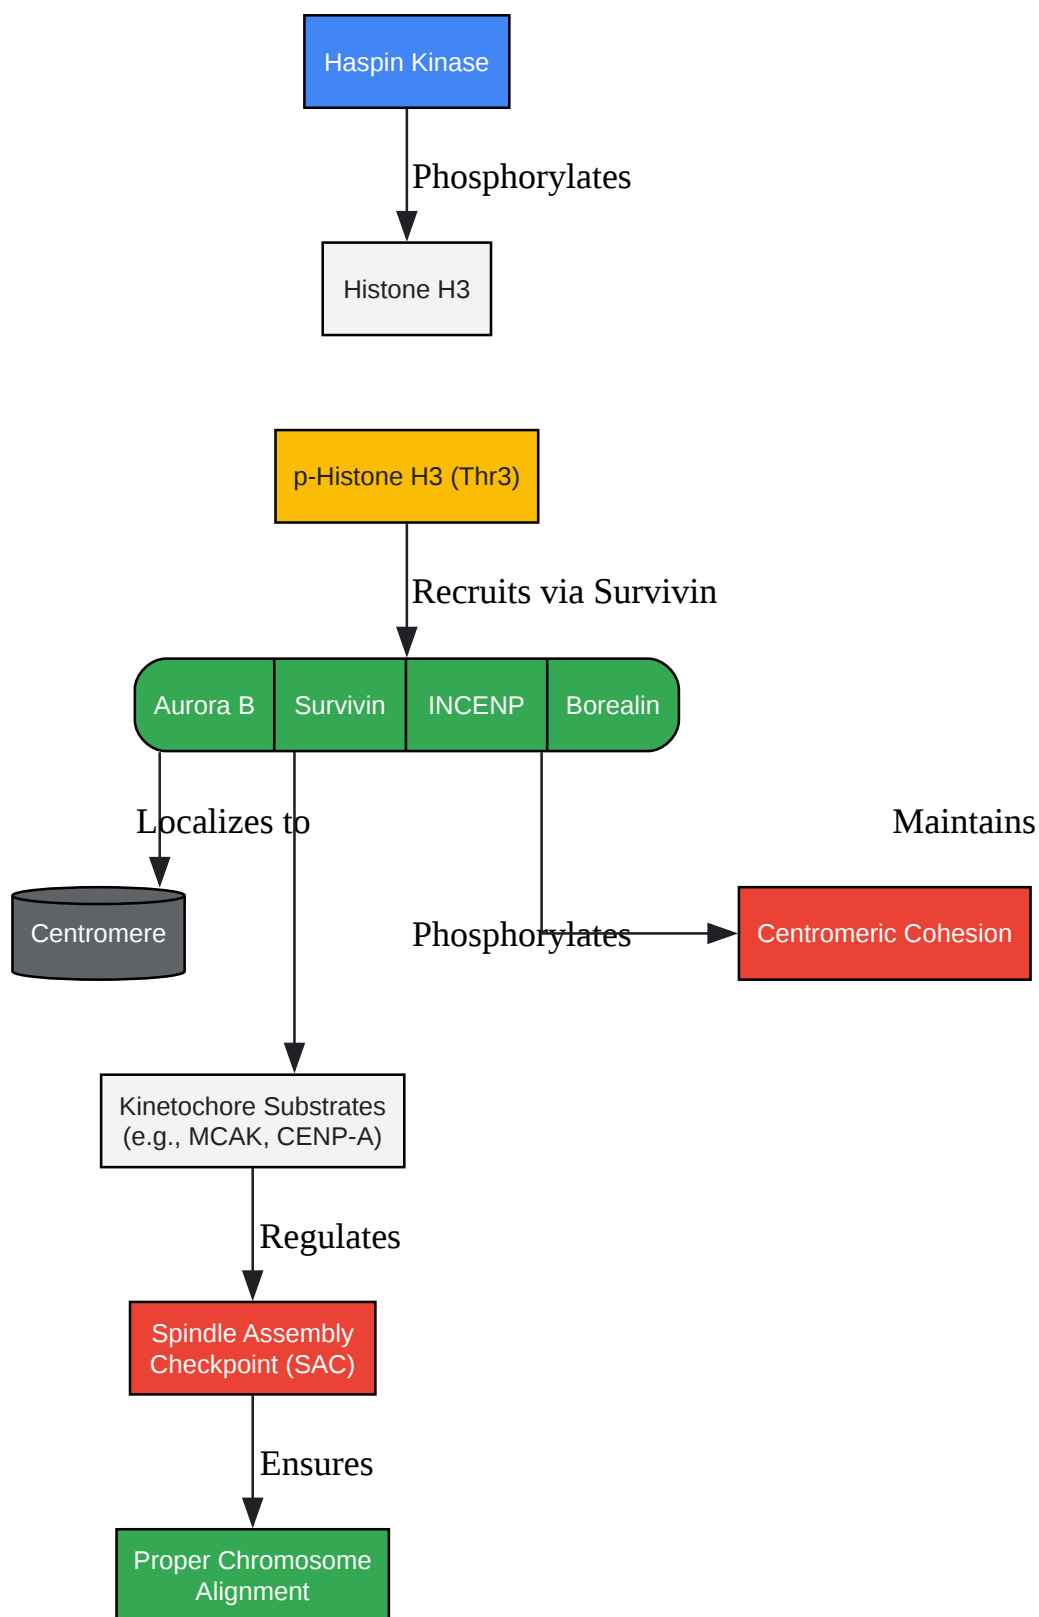 Haspin Kinase
Phosphorylates
Histone H3
p-Histone H3 (Thr3)
Recruits via Survivin
Aurora B
Survivin
INCENP
Borealin
Localizes to
Maintains
Centromere
Phosphorylates
Centromeric Cohesion
Kinetochore Substrates
(e.g., MCAK, CENP-A)
Regulates
Spindle Assembly
Checkpoint (SAC)
Ensures
Proper Chromosome
Alignment